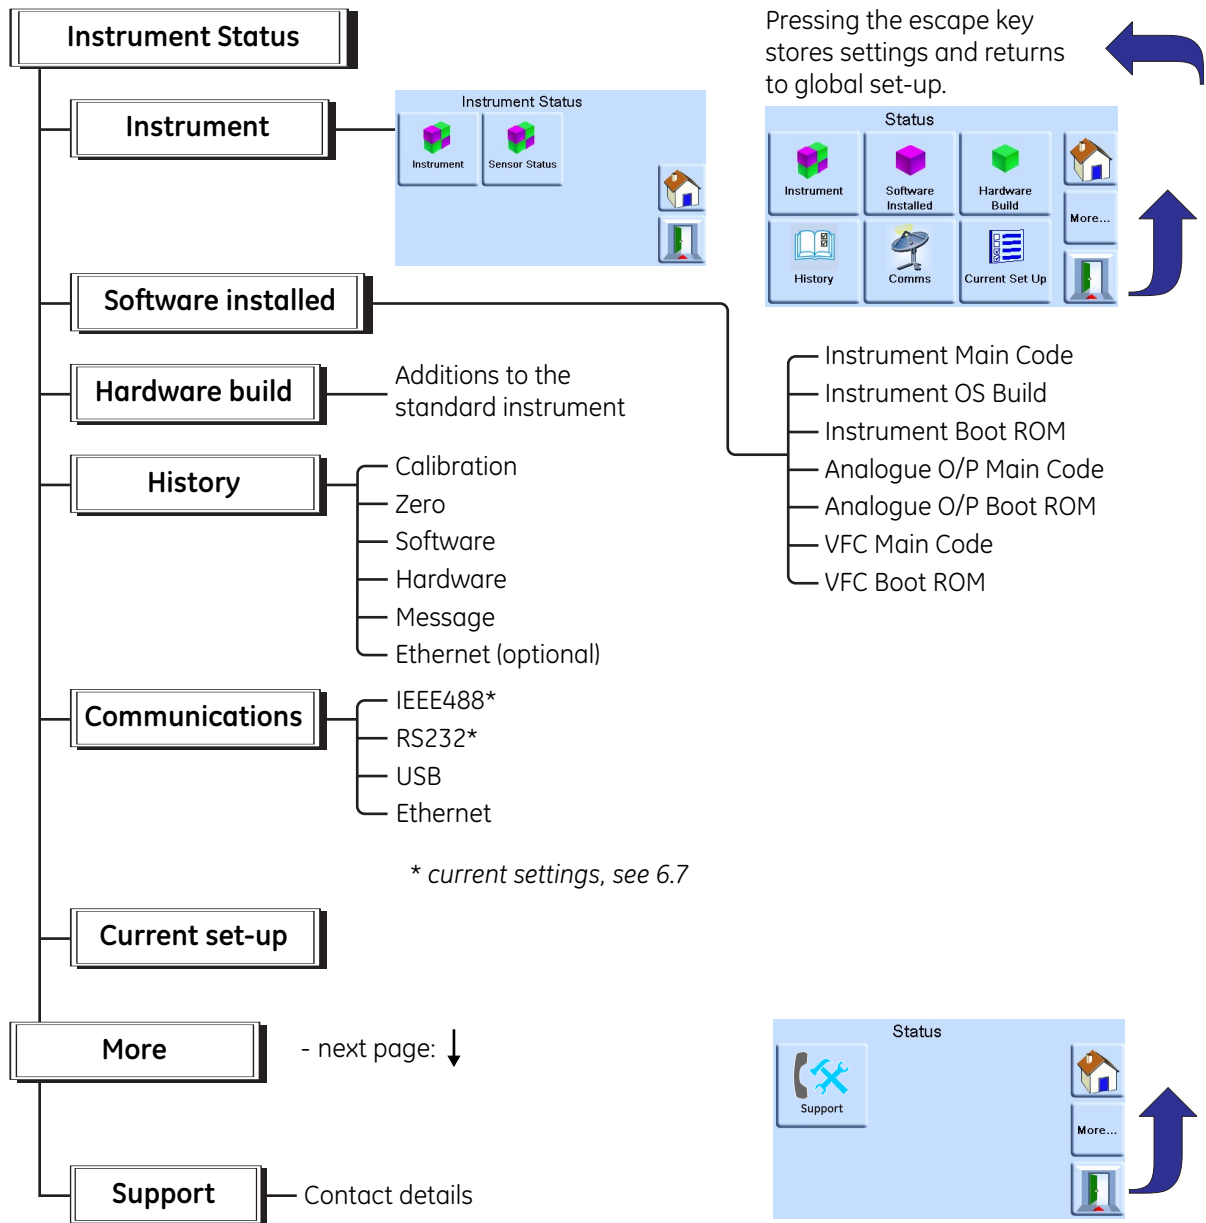 Instrument Status
Pressing the escape key
stores settings and returns
to global set-up.
Instrument
Instrument Status
Instrument
Sensor Status
Status
Instrument
Software
Installed
Hardware
Build
More...
History
Comms
Current Set Up
Software installed
Instrument Main Code
Instrument OS Build
Instrument Boot ROM
Analogue O/P Main Code
Analogue O/P Boot ROM
VFC Main Code
VFC Boot ROM
Hardware build
Additions to the
standard instrument
History
Calibration
Zero
Software
Hardware
Message
Ethernet (optional)
Communications
IEEE488*
RS232*
USB
Ethernet
* current settings, see 6.7
Current set-up
More
- next page:
Status
Support
More...
Support
Contact details